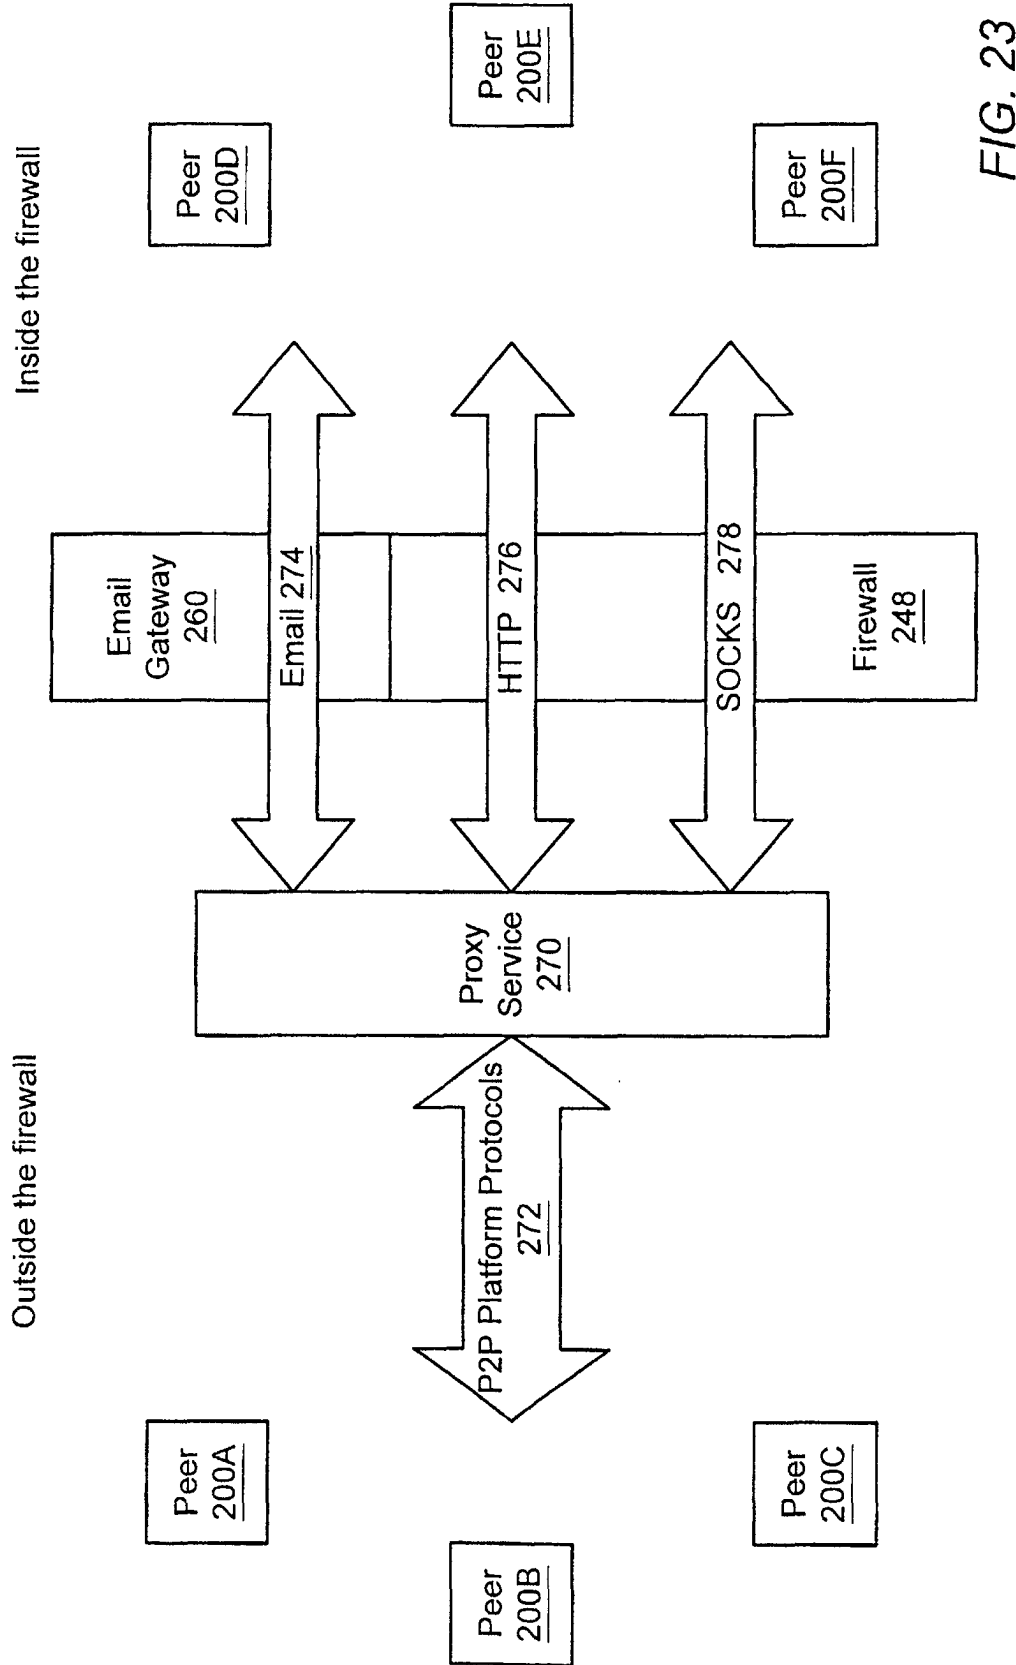 Outside the firewall
Inside the firewall
Peer
200A
Peer
200B
Peer
200C
P2P Platform Protocols
272
Proxy
Service
270
Email
Gateway
260
Email 274
HTTP 276
SOCKS 278
Firewall
248
Peer
200D
Peer
200E
Peer
200F
FIG. 23